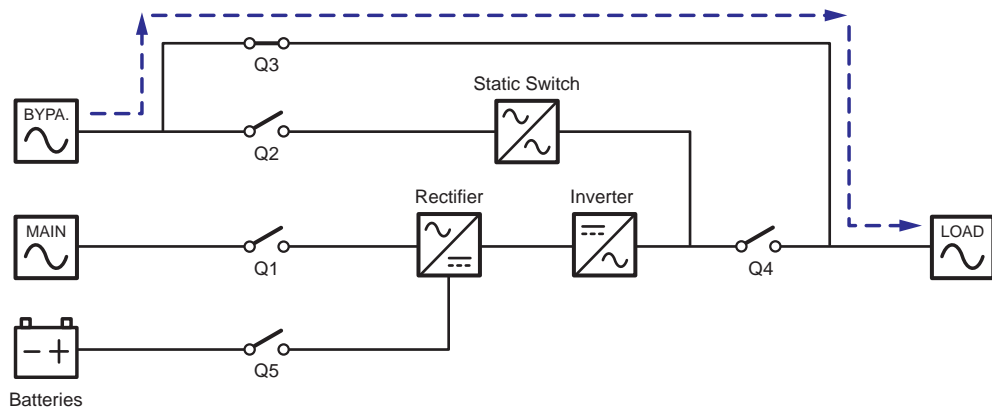 Q3
Static Switch
BYPA.
Q2
Rectifier
Inverter
MAIN
LOAD
Q1
Q4
Q5
Batteries